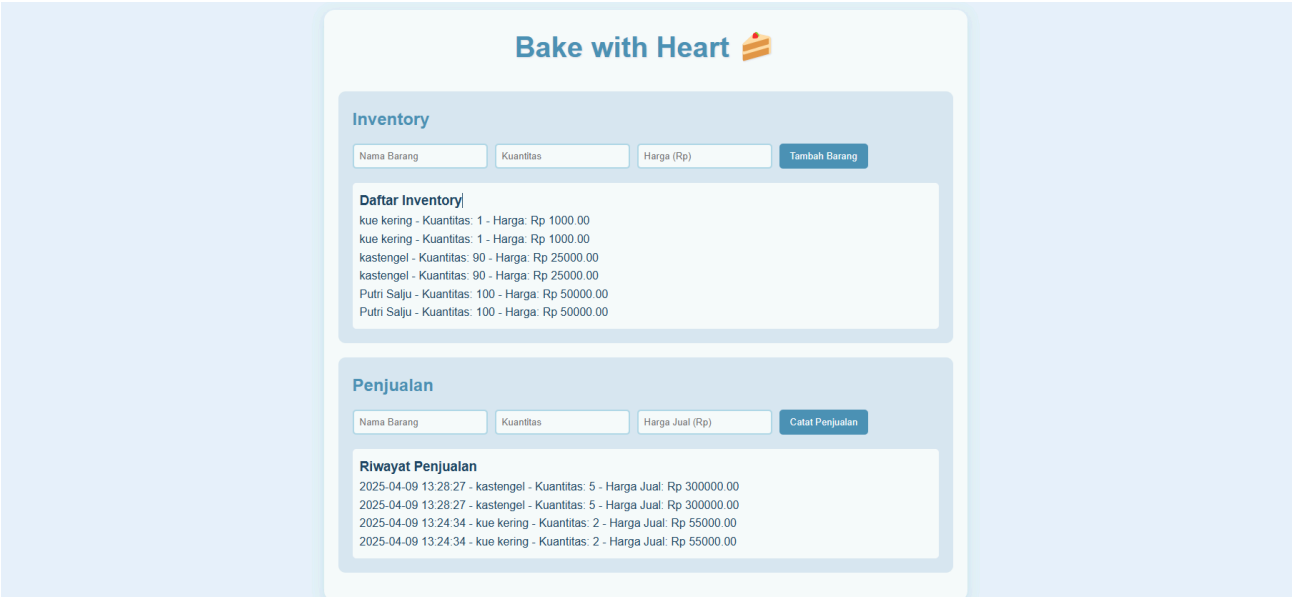 Bake with Heart 🍰
Inventory
Nama Barang Kuantitas Harga (Rp) Tambah Barang
Daftar Inventory
kue kering - Kuantitas: 1 - Harga: Rp 1000.00
kue kering - Kuantitas: 1 - Harga: Rp 1000.00
kastengel - Kuantitas: 90 - Harga: Rp 25000.00
kastengel - Kuantitas: 90 - Harga: Rp 25000.00
Putri Salju - Kuantitas: 100 - Harga: Rp 50000.00
Putri Salju - Kuantitas: 100 - Harga: Rp 50000.00
Penjualan
Nama Barang Kuantitas Harga Jual (Rp) Catat Penjualan
Riwayat Penjualan
2025-04-09 13:28:27 - kastengel - Kuantitas: 5 - Harga Jual: Rp 300000.00
2025-04-09 13:28:27 - kastengel - Kuantitas: 5 - Harga Jual: Rp 300000.00
2025-04-09 13:24:34 - kue kering - Kuantitas: 2 - Harga Jual: Rp 55000.00
2025-04-09 13:24:34 - kue kering - Kuantitas: 2 - Harga Jual: Rp 55000.00